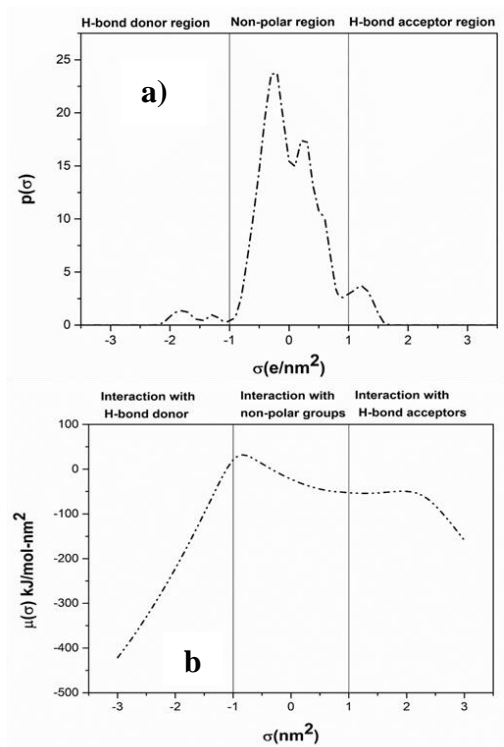 H-bond donor region Non-polar region H-bond acceptor region
a)
25
20
15
10
5
0
p(σ)
-3 -2 -1 0 1 2 3
σ(e/nm²)
Interaction with H-bond donor
Interaction with non-polar groups
Interaction with H-bond acceptors
100
0
-100
-200
-300
-400
-500
μ(σ) kJ/mol-nm²
b
-3 -2 -1 0 1 2 3
σ(nm²)